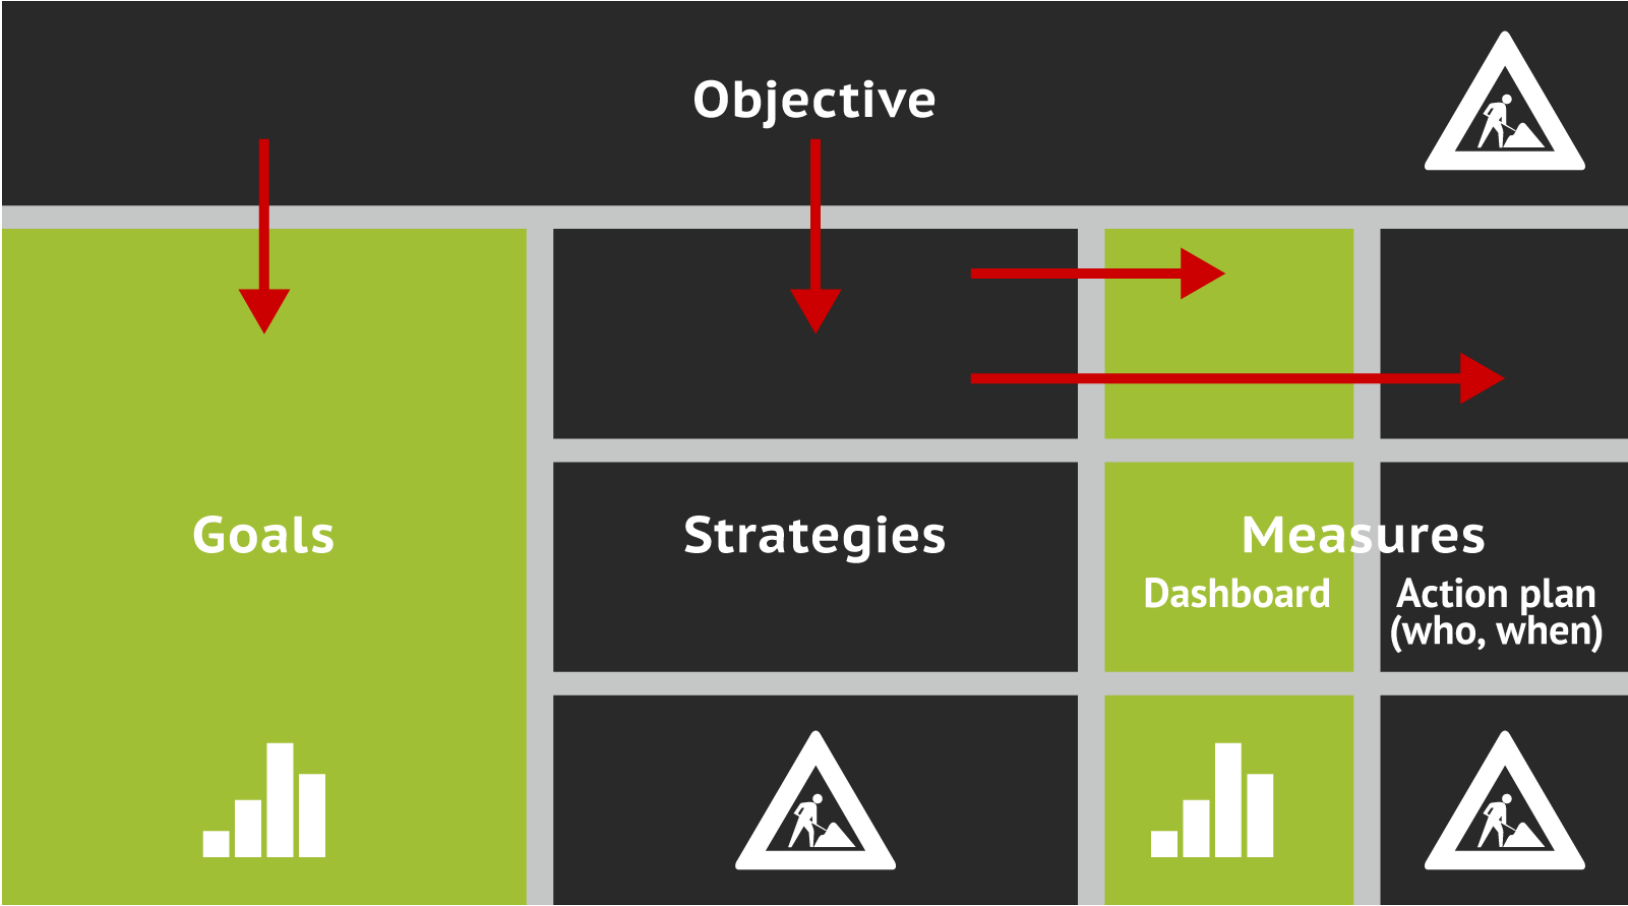 Objective
Goals
Strategies
Measures
Dashboard
Action plan
(who, when)